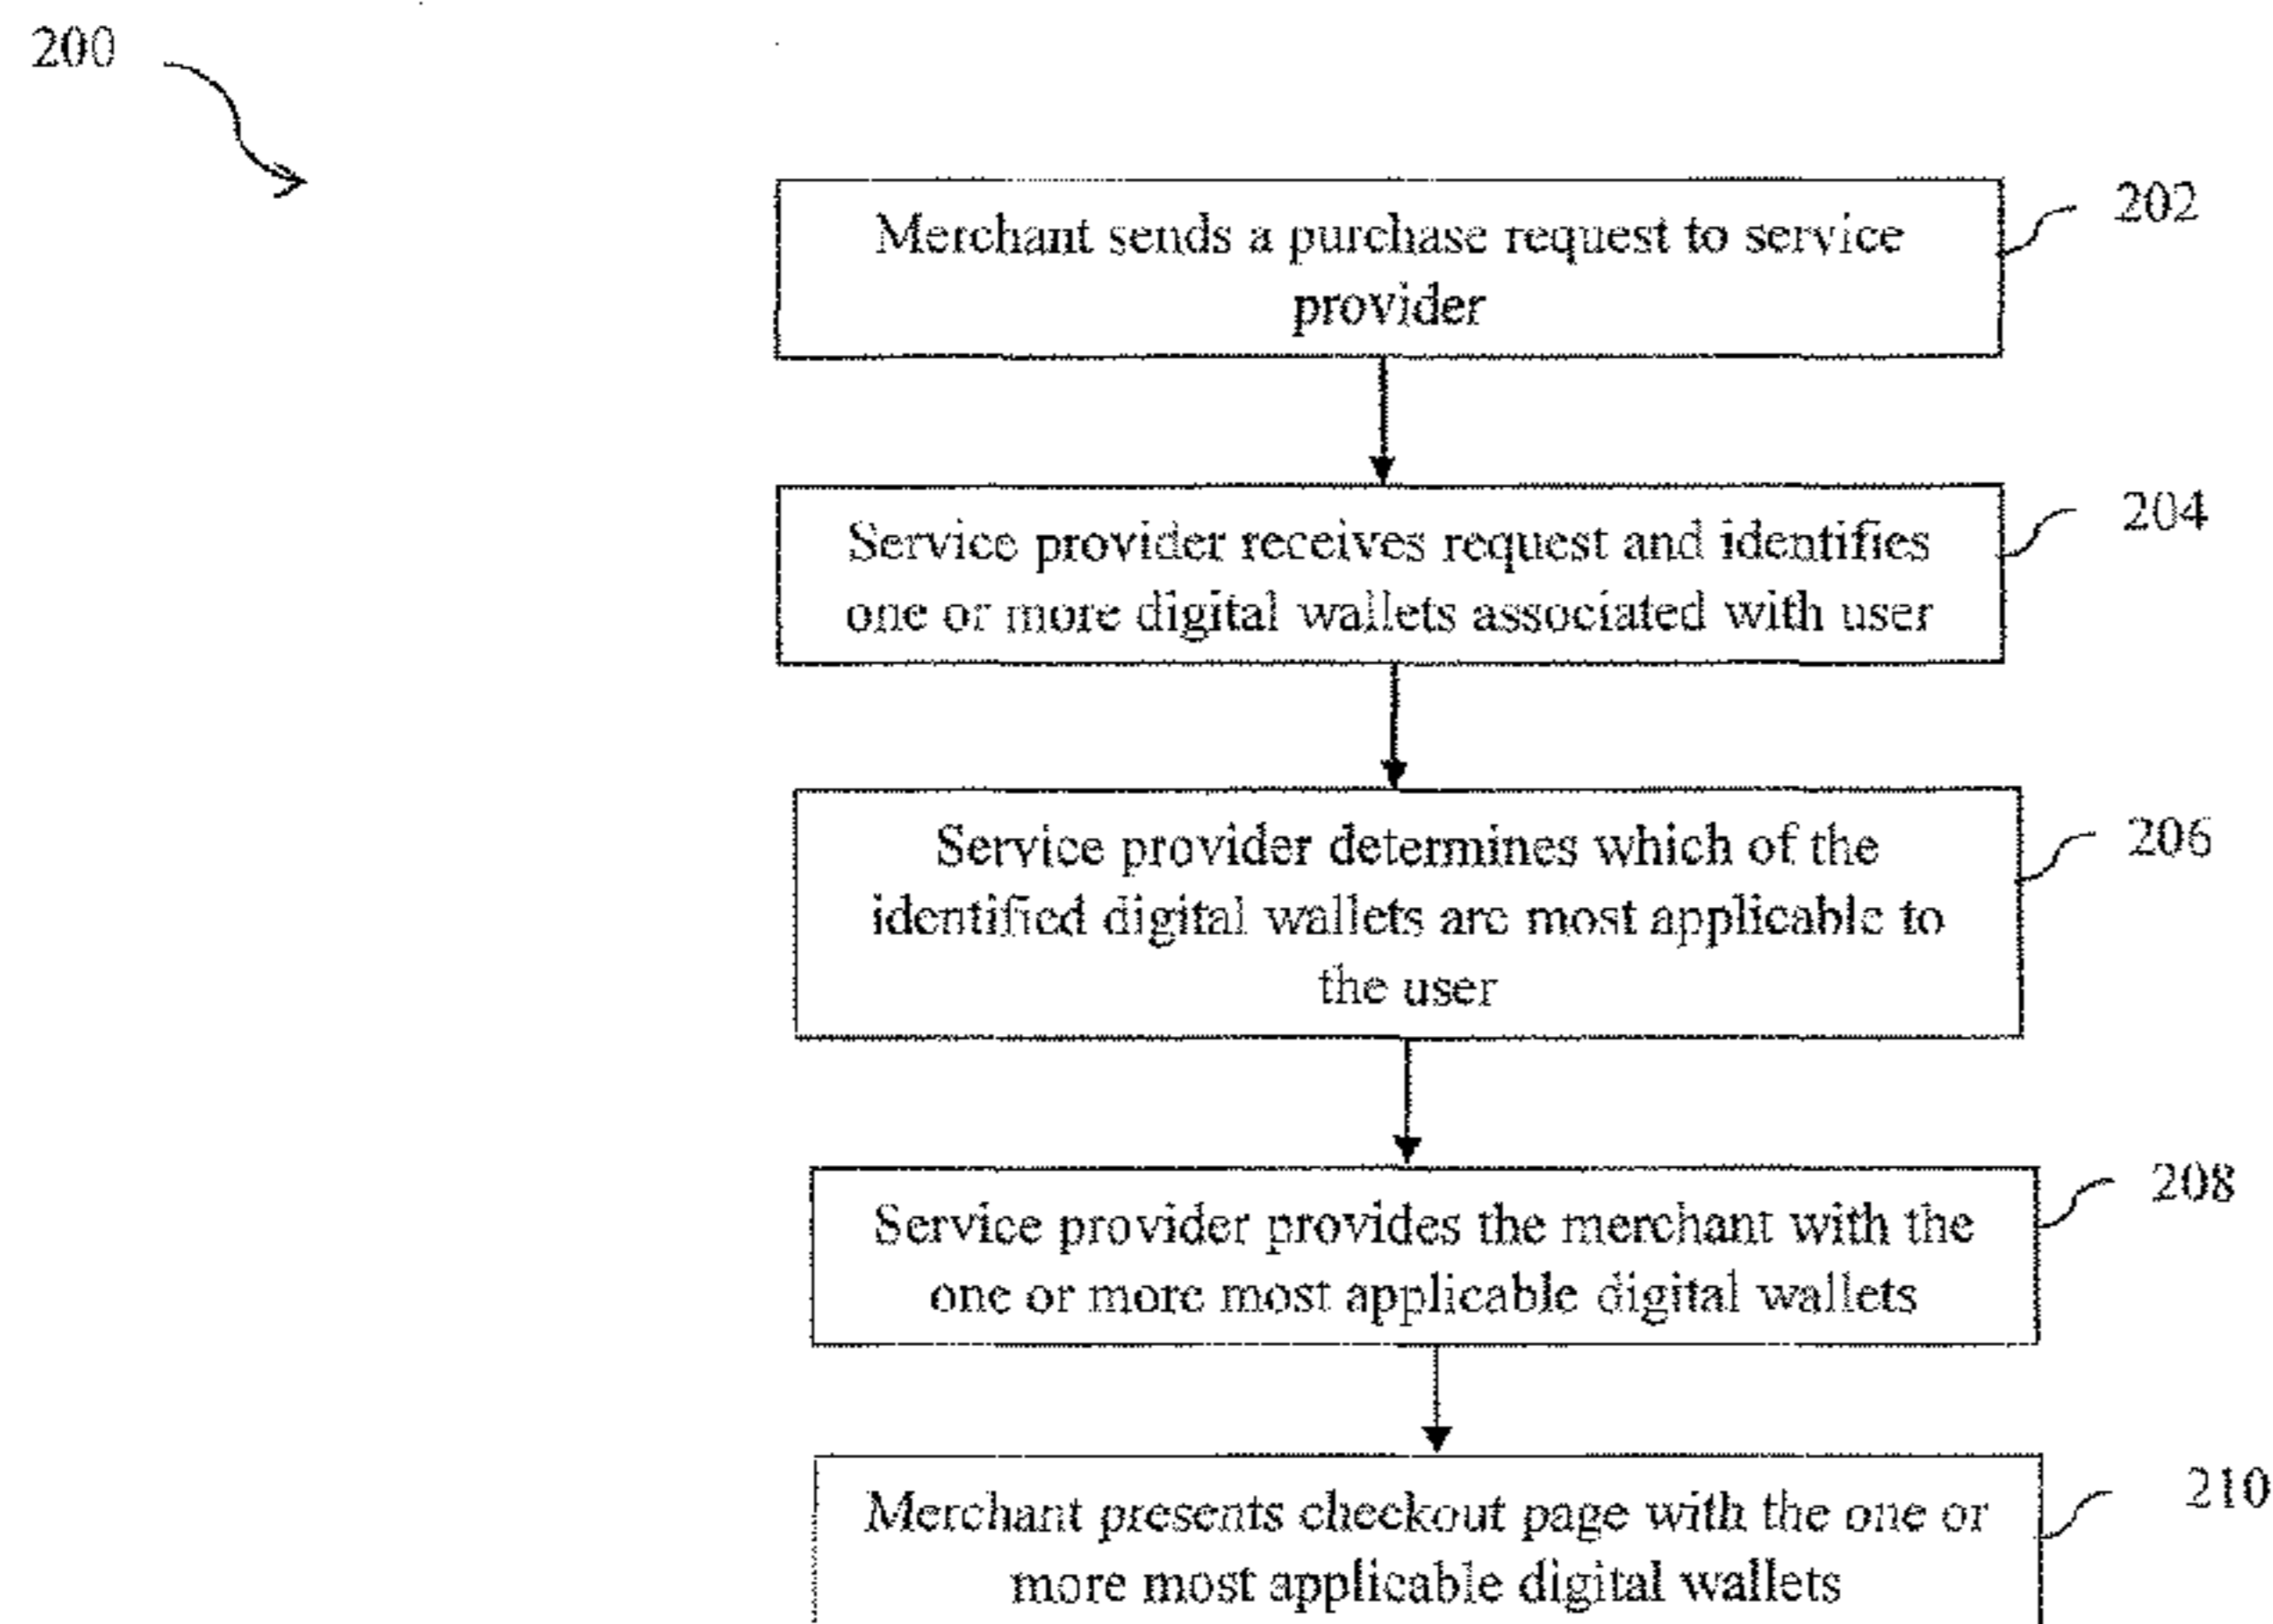 200
Merchant sends a purchase request to service
provider
202
Service provider receives request and identifies
one or more digital wallets associated with user
204
Service provider determines which of the
identified digital wallets are most applicable to
the user
206
Service provider provides the merchant with the
one or more most applicable digital wallets
208
Merchant presents checkout page with the one or
more most applicable digital wallets
210